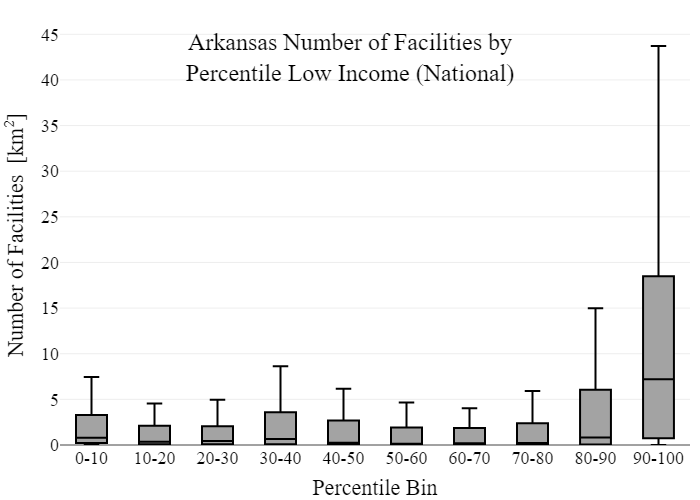 Arkansas Number of Facilities by
Percentile Low Income (National)
Number of Facilities [km²]
45
40
35
30
25
20
15
10
5
0
0-10 10-20 20-30 30-40 40-50 50-60 60-70 70-80 80-90 90-100
Percentile Bin